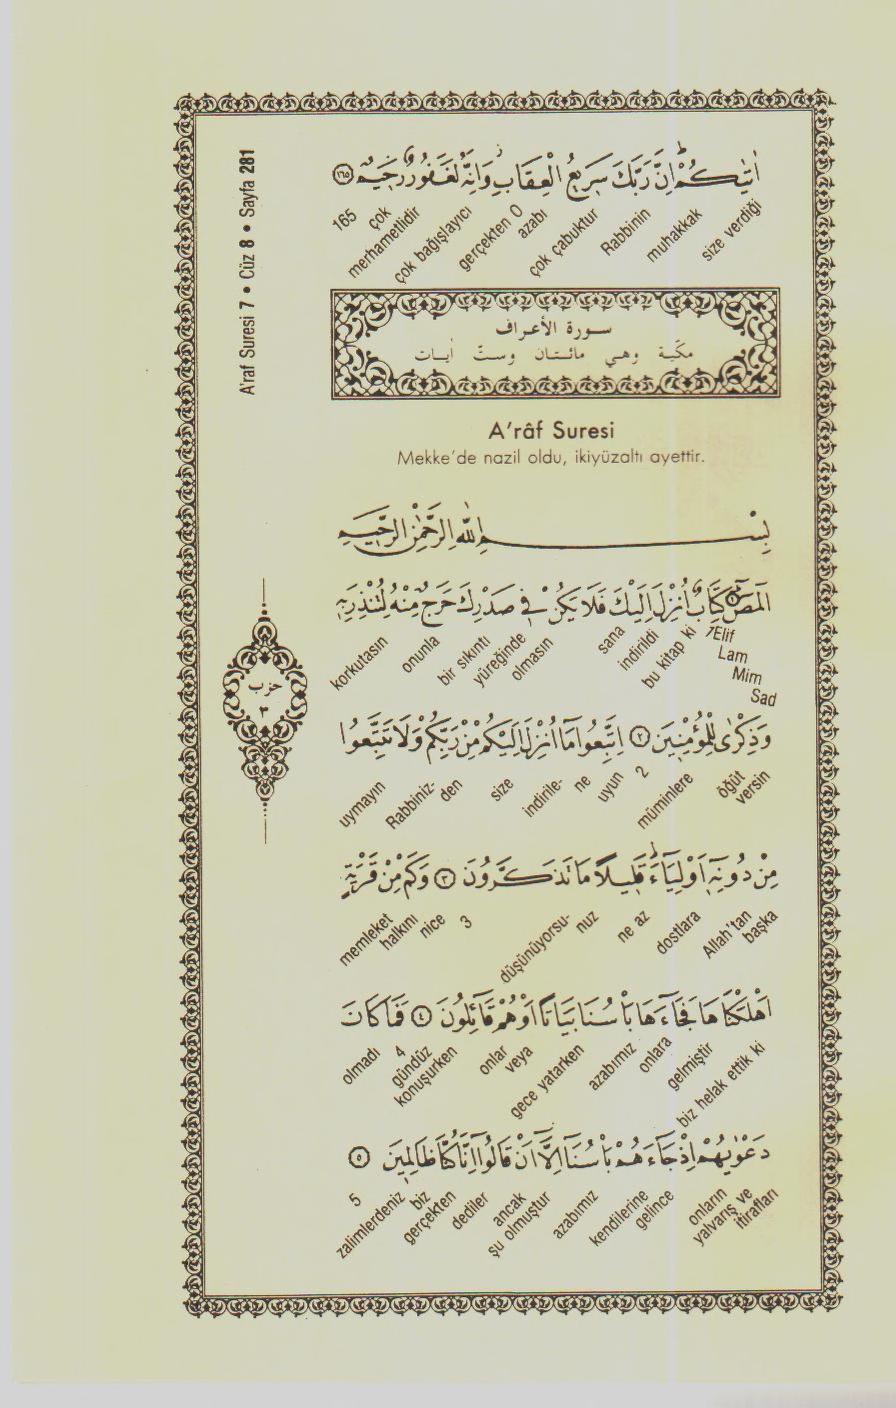 A'raf Suresi 7 • Cüz 8 • Sayfa 281
اٰتٰيكُمْ اِنَّ رَبَّكَ سَرِيعُ الْعِقَابِ وَاِنَّهُ لَغَفُورٌ رَحِيمٌ ١٦٥
size verdiği muhakkak Rabbinin çok çabuktur azabı gerçekten O çok bağışlayıcı çok merhametlidir 165
سورة الأعراف
مكّية وهي مائتان وستّ آيات
A'râf Suresi
Mekke'de nazil oldu, ikiyüzaltı ayettir.
بِسْمِ اللّٰهِ الرَّحْمٰنِ الرَّحِيمِ
الٓمٓصٓ ١ كِتَابٌ اُنْزِلَ اِلَيْكَ فَلَا يَكُنْ فِي صَدْرِكَ حَرَجٌ مِنْهُ لِتُنْذِرَ بِهِ
1 Elif Lam Mim Sad bu kitap ki indirildi sana olmasın yüreğinde bir sıkıntı onunla korkutasın
حزب
٣
وَذِكْرٰى لِلْمُؤْمِنِينَ ٢ اِتَّبِعُوا مَٓا اُنْزِلَ اِلَيْكُمْ مِنْ رَبِّكُمْ وَلَا تَتَّبِعُوا
öğüt versin müminlere 2 uyun ne indirile- size Rabbiniz- den uymayın
مِنْ دُونِهٓ اَوْلِيَٓاءَ قَلِيلًا مَا تَذَكَّرُونَ ٣ وَكَمْ مِنْ قَرْيَةٍ
Allah'tan başka dostlara ne az düşünüyorsu- nuz 3 nice memleket halkını
اَهْلَكْنَاهَا فَجَٓاءَهَا بَأْسُنَا بَيَاتًا اَوْ هُمْ قَٓائِلُونَ ٤ فَمَا كَانَ
biz helak ettik ki gelmiştir onlara azabımız gece yatarken veya onlar gündüz konuşurken 4 olmadı
دَعْوٰيهُمْ اِذْ جَٓاءَهُمْ بَأْسُنَٓا اِلَّٓا اَنْ قَالُٓوا اِنَّا كُنَّا ظَالِمِينَ ٥
onların yalvarış ve itirafları gelince kendilerine azabımız şu olmuştur ancak dediler gerçekten biz zalimlerdeniz 5